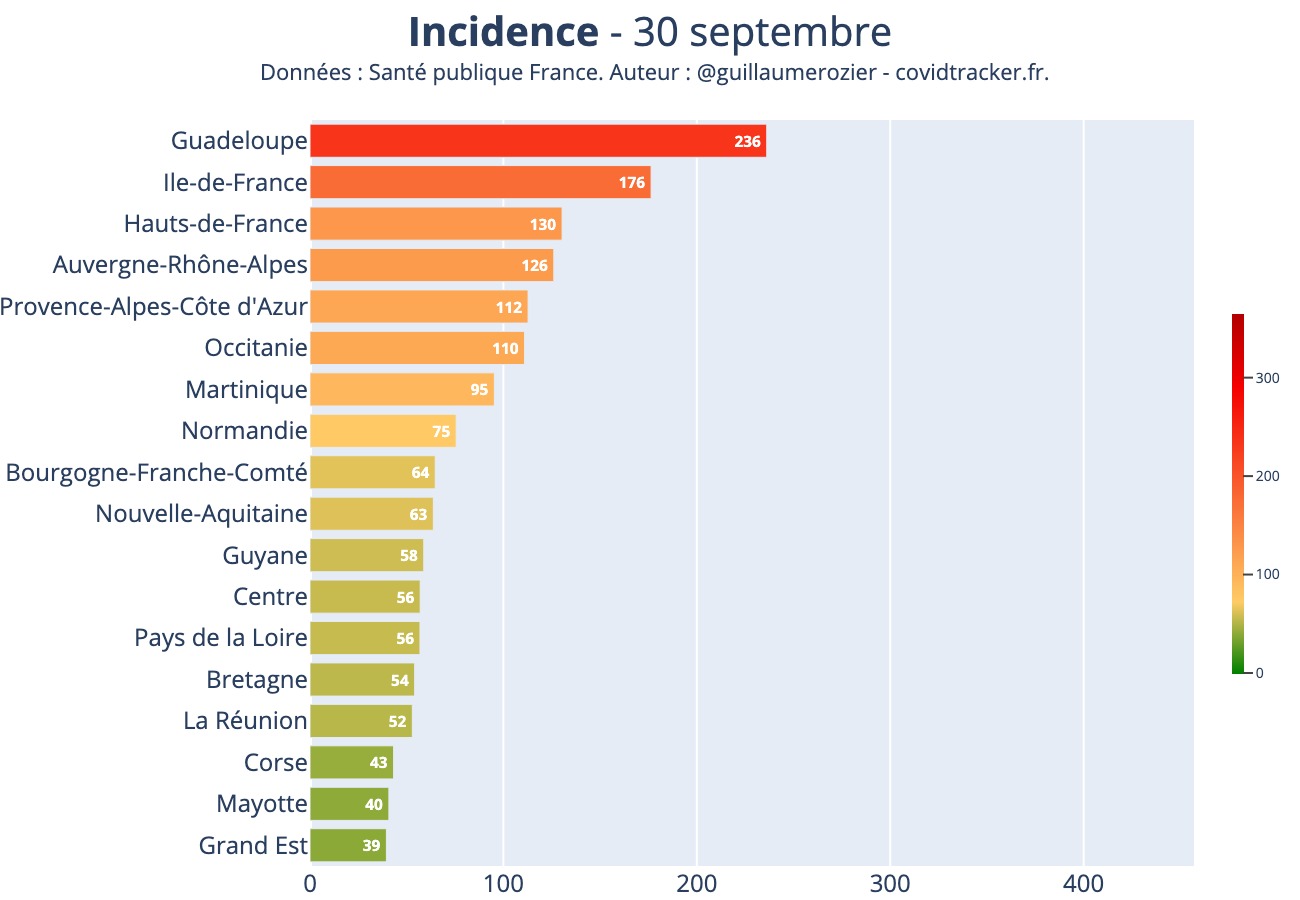 Incidence - 30 septembre
Données : Santé publique France. Auteur : @guillaumerozier - covidtracker.fr.
Guadeloupe 236
Ile-de-France 176
Hauts-de-France 130
Auvergne-Rhône-Alpes 126
Provence-Alpes-Côte d'Azur 112
Occitanie 110
Martinique 95
Normandie 75
Bourgogne-Franche-Comté 64
Nouvelle-Aquitaine 63
Guyane 58
Centre 56
Pays de la Loire 56
Bretagne 54
La Réunion 52
Corse 43
Mayotte 40
Grand Est 39
0 100 200 300 400
300
200
100
0